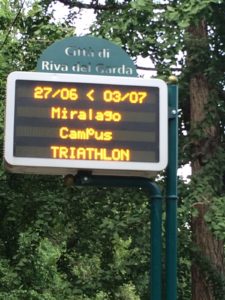 Città di
Riva del Garda
27/06 < 03/07
Miralago
Campus
TRIATHLON